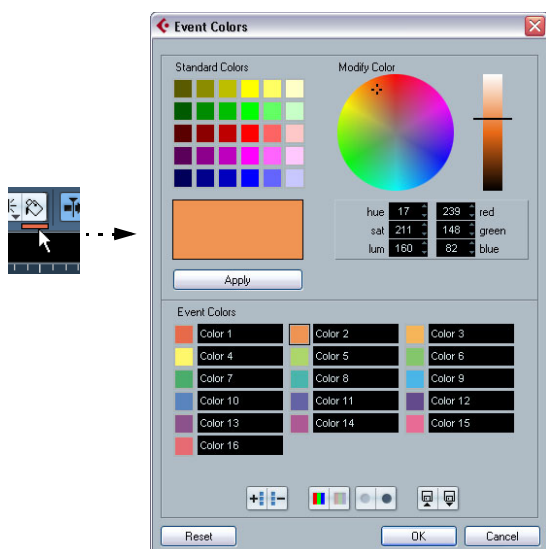 Event Colors
Standard Colors
Modify Color
hue 17 239 red
sat 211 148 green
lum 160 82 blue
Apply
Event Colors
Color 1 Color 2 Color 3
Color 4 Color 5 Color 6
Color 7 Color 8 Color 9
Color 10 Color 11 Color 12
Color 13 Color 14 Color 15
Color 16
Reset OK Cancel